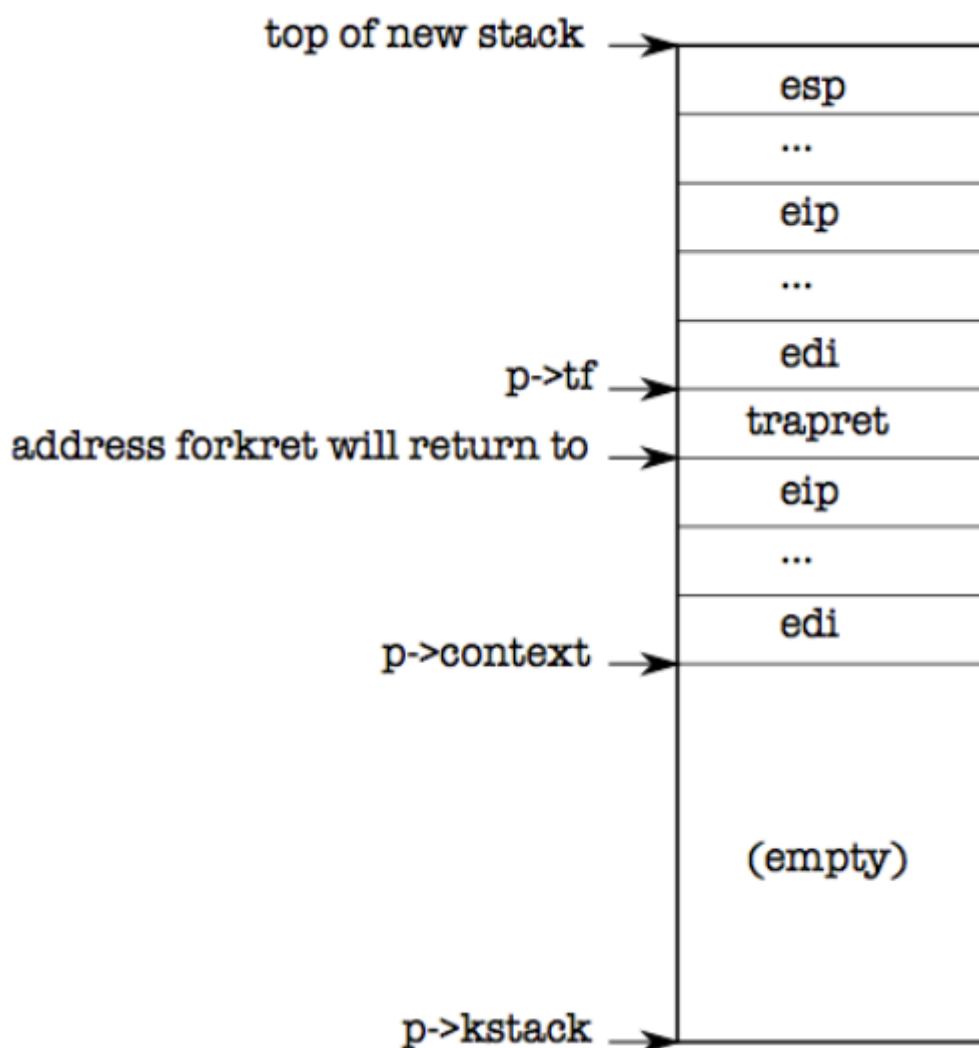 top of new stack
esp
...
eip
...
edi
p->tf
trapret
address forkret will return to
eip
...
edi
p->context
(empty)
p->kstack